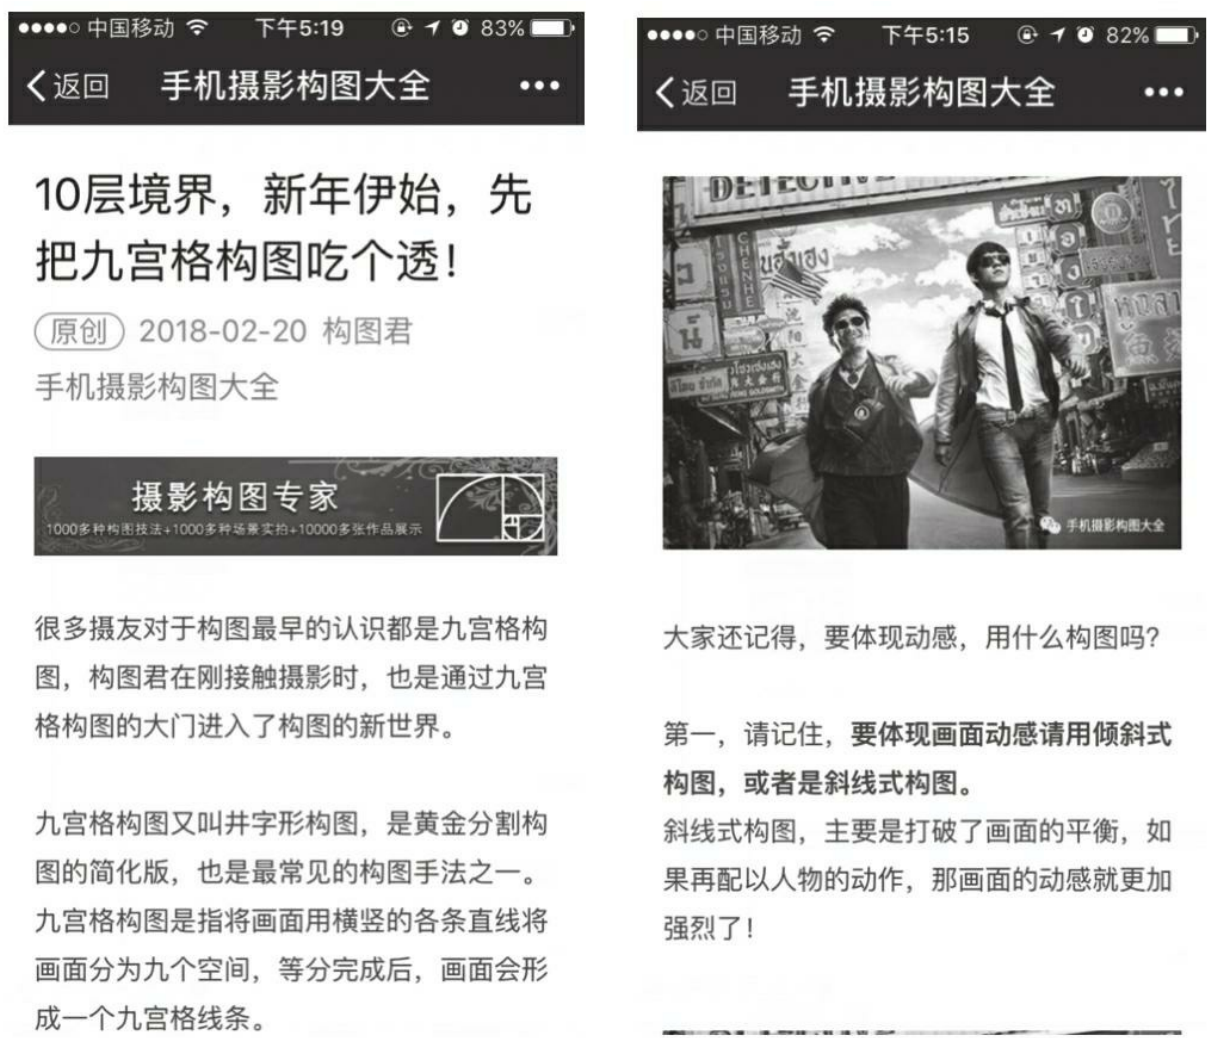 中国移动 下午5:19 83%
返回 手机摄影构图大全
10层境界，新年伊始，先
把九宫格构图吃个透！
原创 2018-02-20 构图君
手机摄影构图大全
摄影构图专家
1000多种构图技法+1000多种场景实拍+10000多张作品展示
很多摄友对于构图最早的认识都是九宫格构
图，构图君在刚接触摄影时，也是通过九宫
格构图的大门进入了构图的新世界。
九宫格构图又叫井字形构图，是黄金分割构
图的简化版，也是最常见的构图手法之一。
九宫格构图是指将画面用横竖的各条直线将
画面分为九个空间，等分完成后，画面会形
成一个九宫格线条。
中国移动 下午5:15 82%
返回 手机摄影构图大全
DETECTIVE
CHENHE
手机摄影构图大全
大家还记得，要体现动感，用什么构图吗？
第一，请记住，要体现画面动感请用倾斜式
构图，或者是斜线式构图。
斜线式构图，主要是打破了画面的平衡，如
果再配以人物的动作，那画面的动感就更加
强烈了！